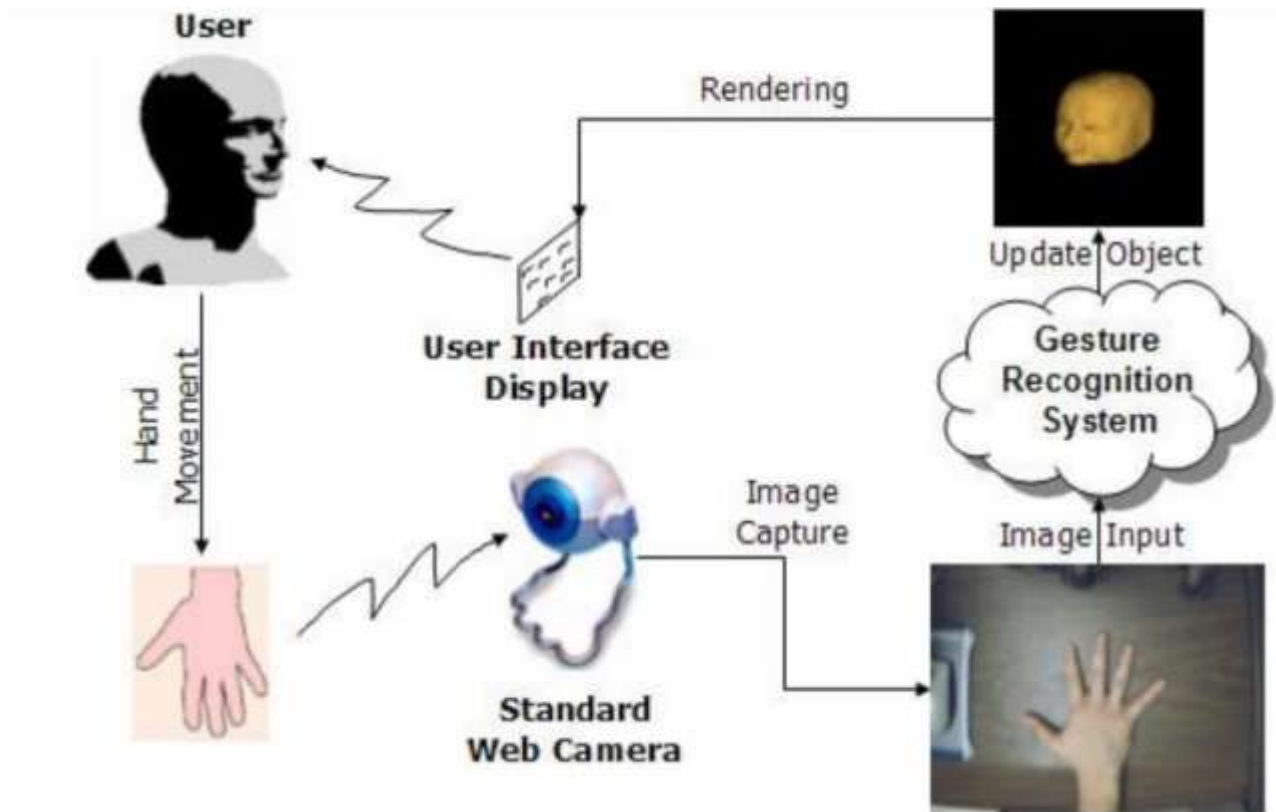 User
Rendering
Update Object
User Interface
Display
Gesture
Recognition
System
Hand
Movement
Image
Capture
Image Input
Standard
Web Camera